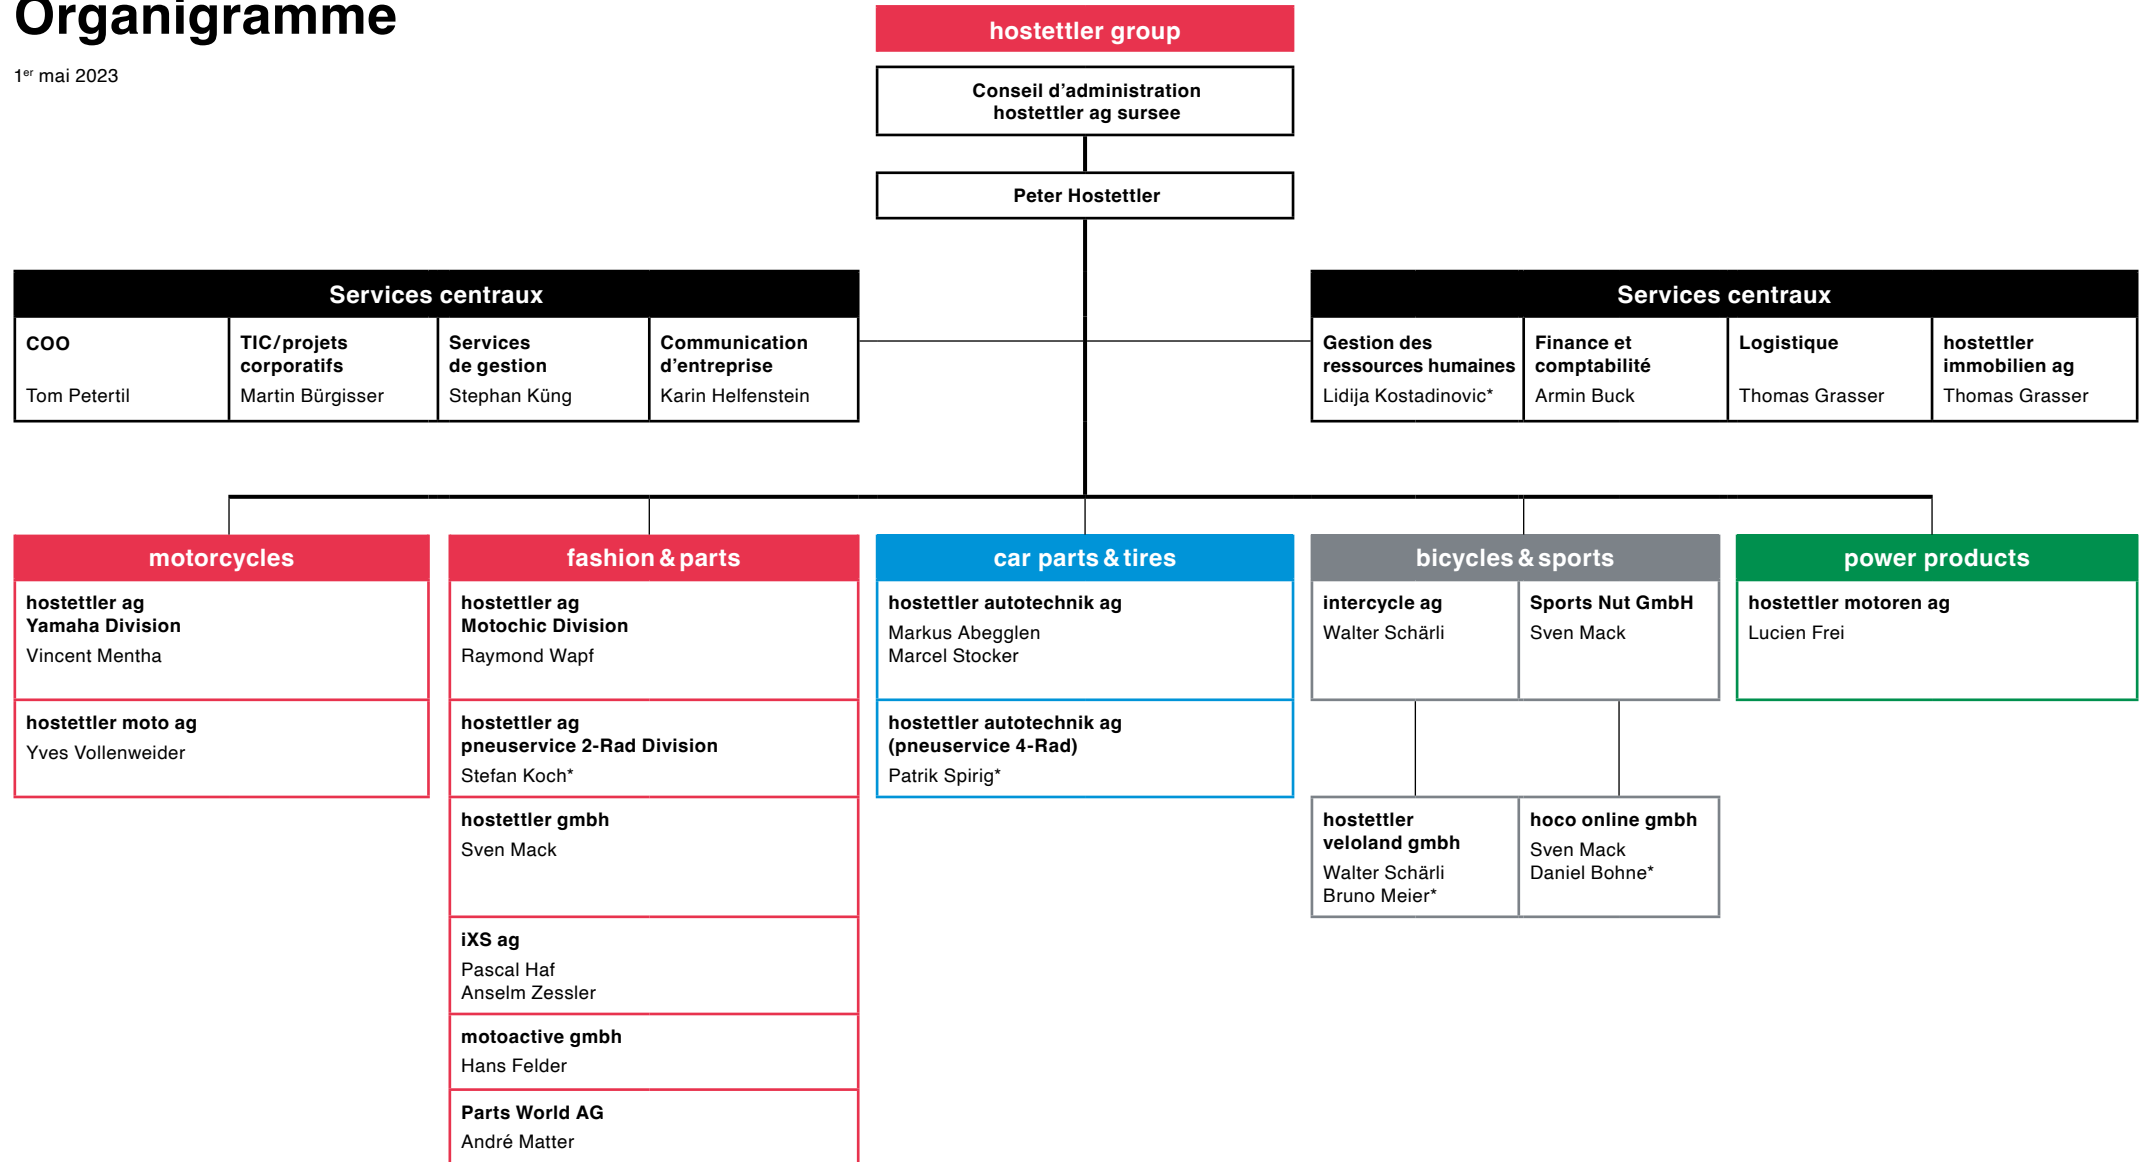 Organigramme
1er mai 2023
hostettler group
Conseil d’administration
hostettler ag sursee
Peter Hostettler
Services centraux
COO
Tom Petertil
TIC/projets
corporatifs
Martin Bürgisser
Services
de gestion
Stephan Küng
Communication
d’entreprise
Karin Helfenstein
Services centraux
Gestion des
ressources humaines
Lidija Kostadinovic*
Finance et
comptabilité
Armin Buck
Logistique
Thomas Grasser
hostettler
immobilien ag
Thomas Grasser
motorcycles
hostettler ag
Yamaha Division
Vincent Mentha
hostettler moto ag
Yves Vollenweider
fashion & parts
hostettler ag
Motochic Division
Raymond Wapf
hostettler ag
pneuservice 2-Rad Division
Stefan Koch*
hostettler gmbh
Sven Mack
iXS ag
Pascal Haf
Anselm Zessler
motoactive gmbh
Hans Felder
Parts World AG
André Matter
car parts & tires
hostettler autotechnik ag
Markus Abegglen
Marcel Stocker
hostettler autotechnik ag
(pneuservice 4-Rad)
Patrik Spirig*
bicycles & sports
intercycle ag
Walter Schärli
Sports Nut GmbH
Sven Mack
hostettler
veloland gmbh
Walter Schärli
Bruno Meier*
hoco online gmbh
Sven Mack
Daniel Bohne*
power products
hostettler motoren ag
Lucien Frei